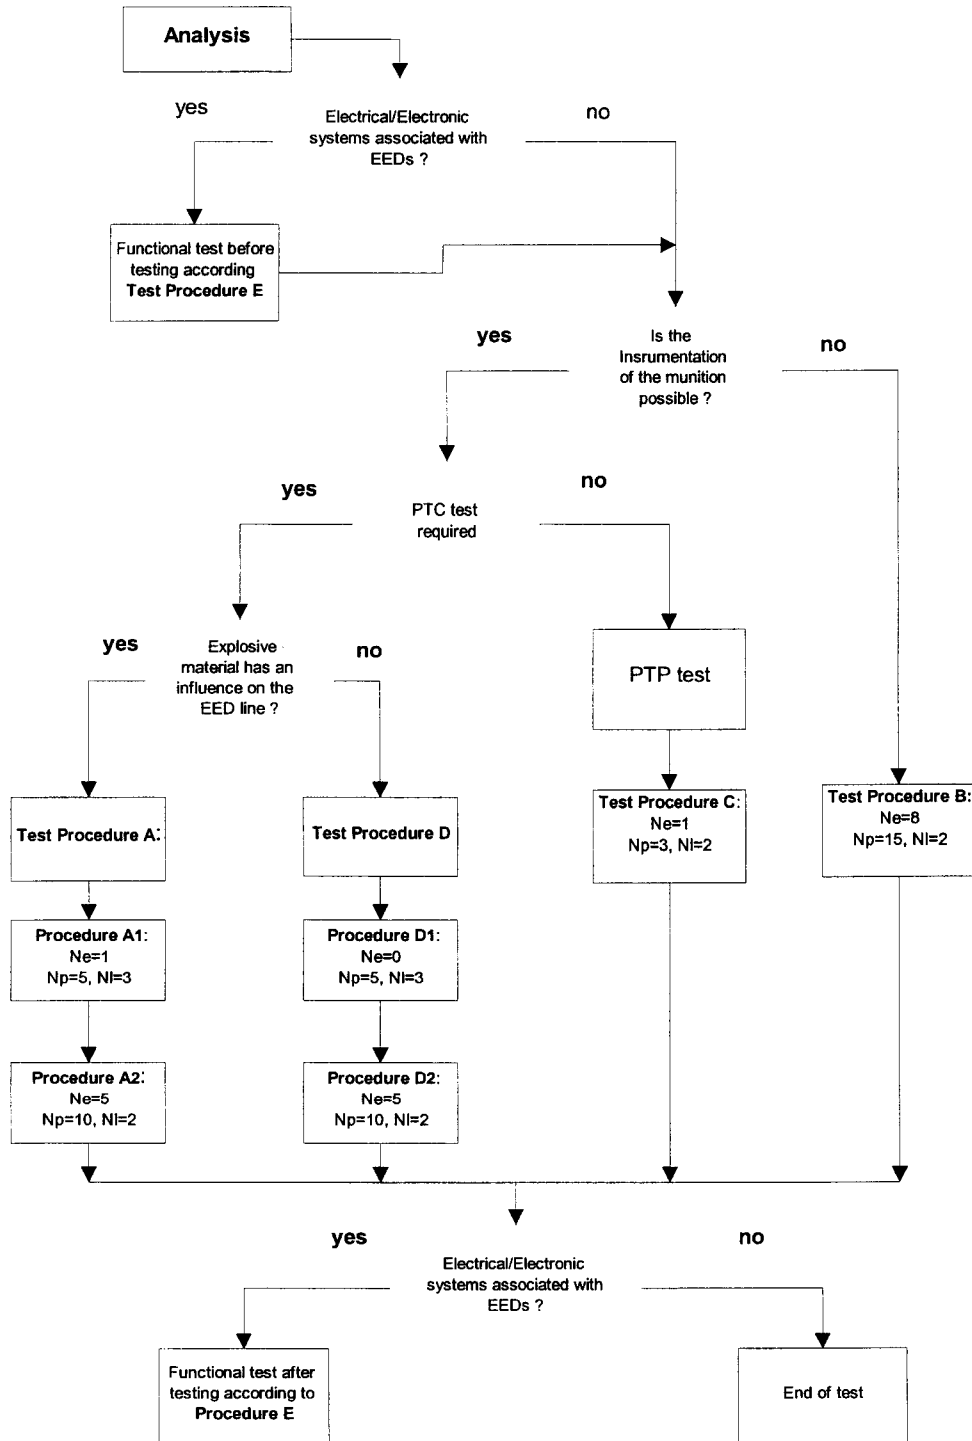 Analysis
yes
no
Electrical/Electronic
systems associated with
EEDs ?
Functional test before
testing according
Test Procedure E
yes
no
Is the
Insrumentation
of the munition
possible ?
yes
no
PTC test
required
yes
no
Explosive
material has an
influence on the
EED line ?
PTP test
Test Procedure A:
Test Procedure D
Test Procedure C:
Ne=1
Np=3, Nl=2
Test Procedure B:
Ne=8
Np=15, Nl=2
Procedure A1:
Ne=1
Np=5, Nl=3
Procedure D1:
Ne=0
Np=5, Nl=3
Procedure A2:
Ne=5
Np=10, Nl=2
Procedure D2:
Ne=5
Np=10, Nl=2
yes
no
Electrical/Electronic
systems associated with
EEDs ?
Functional test after
testing according to
Procedure E
End of test